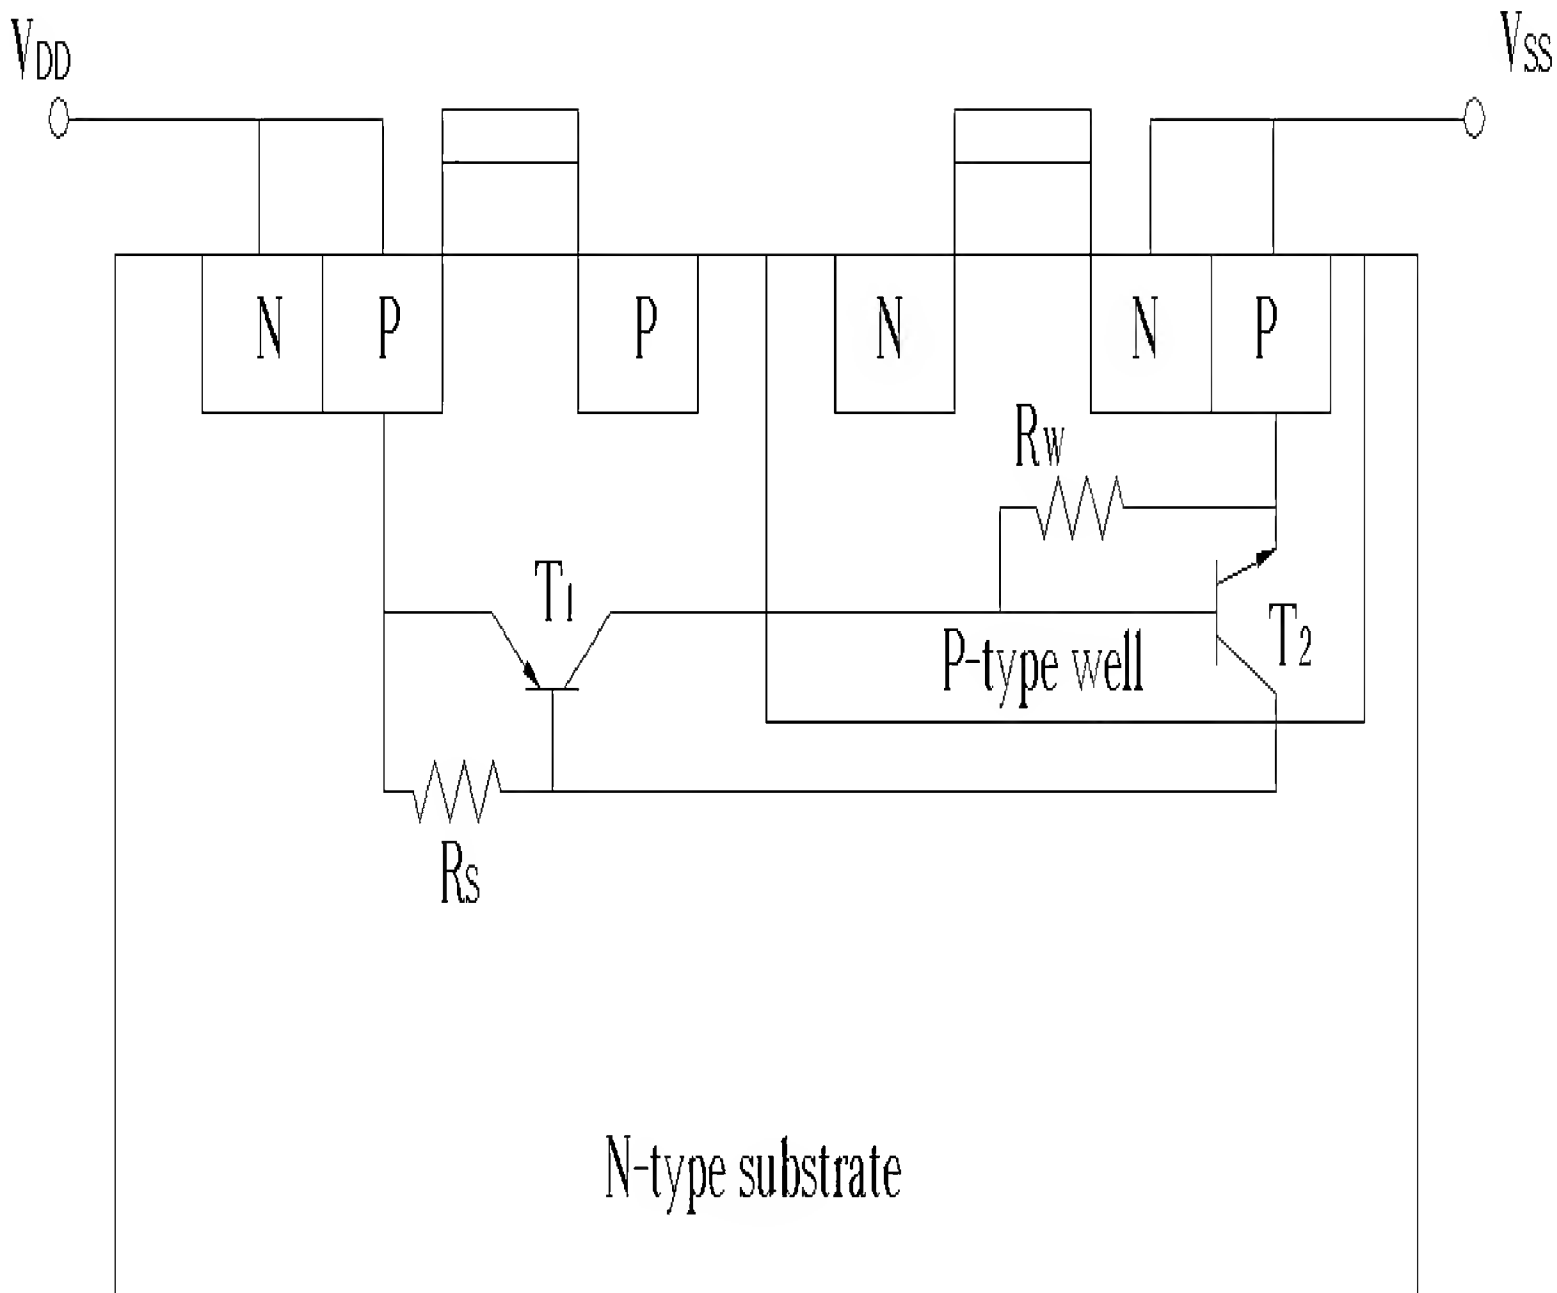 VDD
VSS
N P P N N P
RW
T1
T2
P-type well
RS
N-type substrate